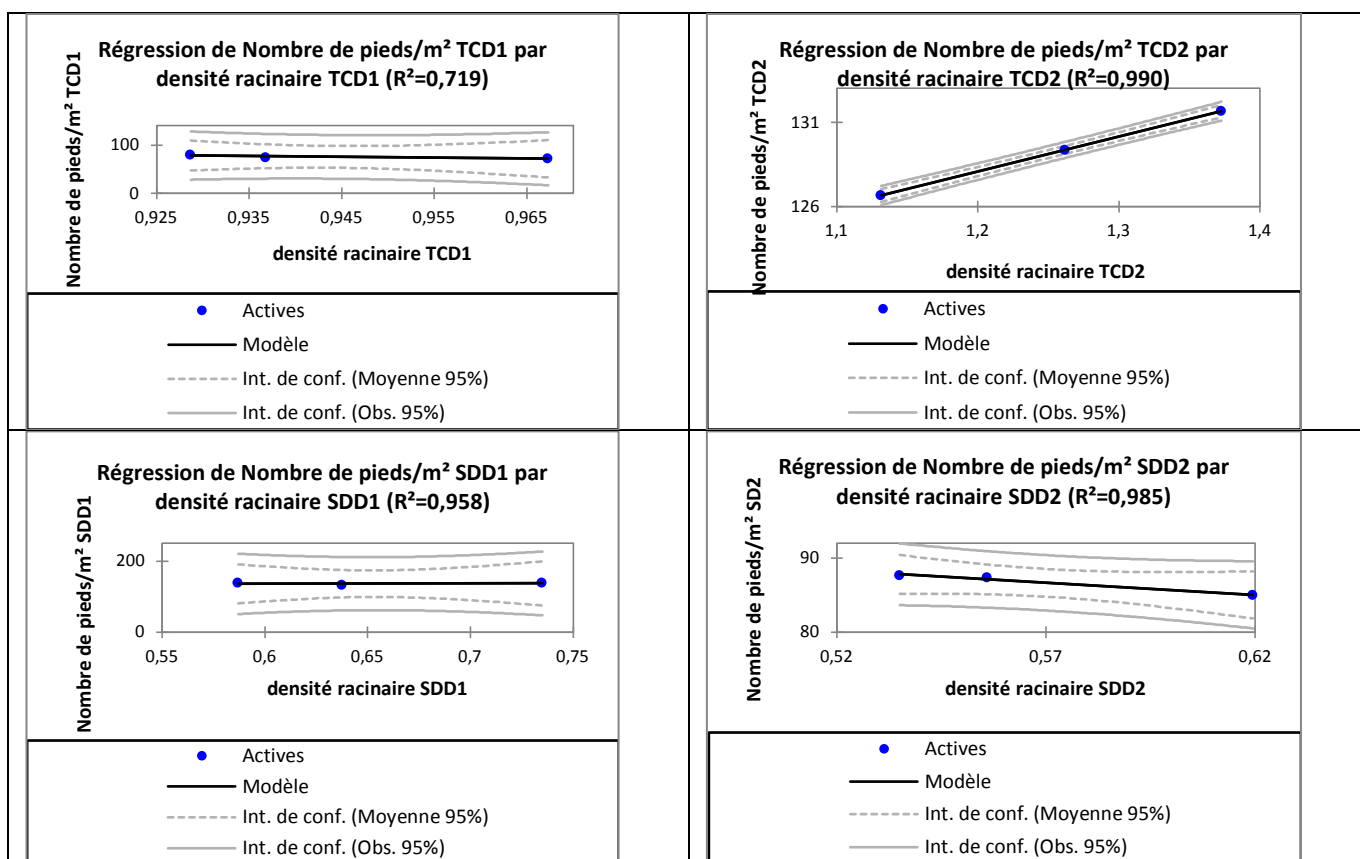 Régression de Nombre de pieds/m² TCD1 par
densité racinaire TCD1 (R²=0,719)
Nombre de pieds/m² TCD1
100
0
0,925
0,935
0,945
0,955
0,965
densité racinaire TCD1
Actives
Modèle
Int. de conf. (Moyenne 95%)
Int. de conf. (Obs. 95%)
Régression de Nombre de pieds/m² TCD2 par
densité racinaire TCD2 (R²=0,990)
Nombre de pieds/m² TCD2
131
126
1,1
1,2
1,3
1,4
densité racinaire TCD2
Actives
Modèle
Int. de conf. (Moyenne 95%)
Int. de conf. (Obs. 95%)
Régression de Nombre de pieds/m² SDD1 par
densité racinaire SDD1 (R²=0,958)
Nombre de pieds/m² SDD1
200
0
0,55
0,6
0,65
0,7
0,75
densité racinaire SDD1
Actives
Modèle
Int. de conf. (Moyenne 95%)
Int. de conf. (Obs. 95%)
Régression de Nombre de pieds/m² SDD2 par
densité racinaire SDD2 (R²=0,985)
Nombre de pieds/m² SD2
90
80
0,52
0,57
0,62
densité racinaire SDD2
Actives
Modèle
Int. de conf. (Moyenne 95%)
Int. de conf. (Obs. 95%)